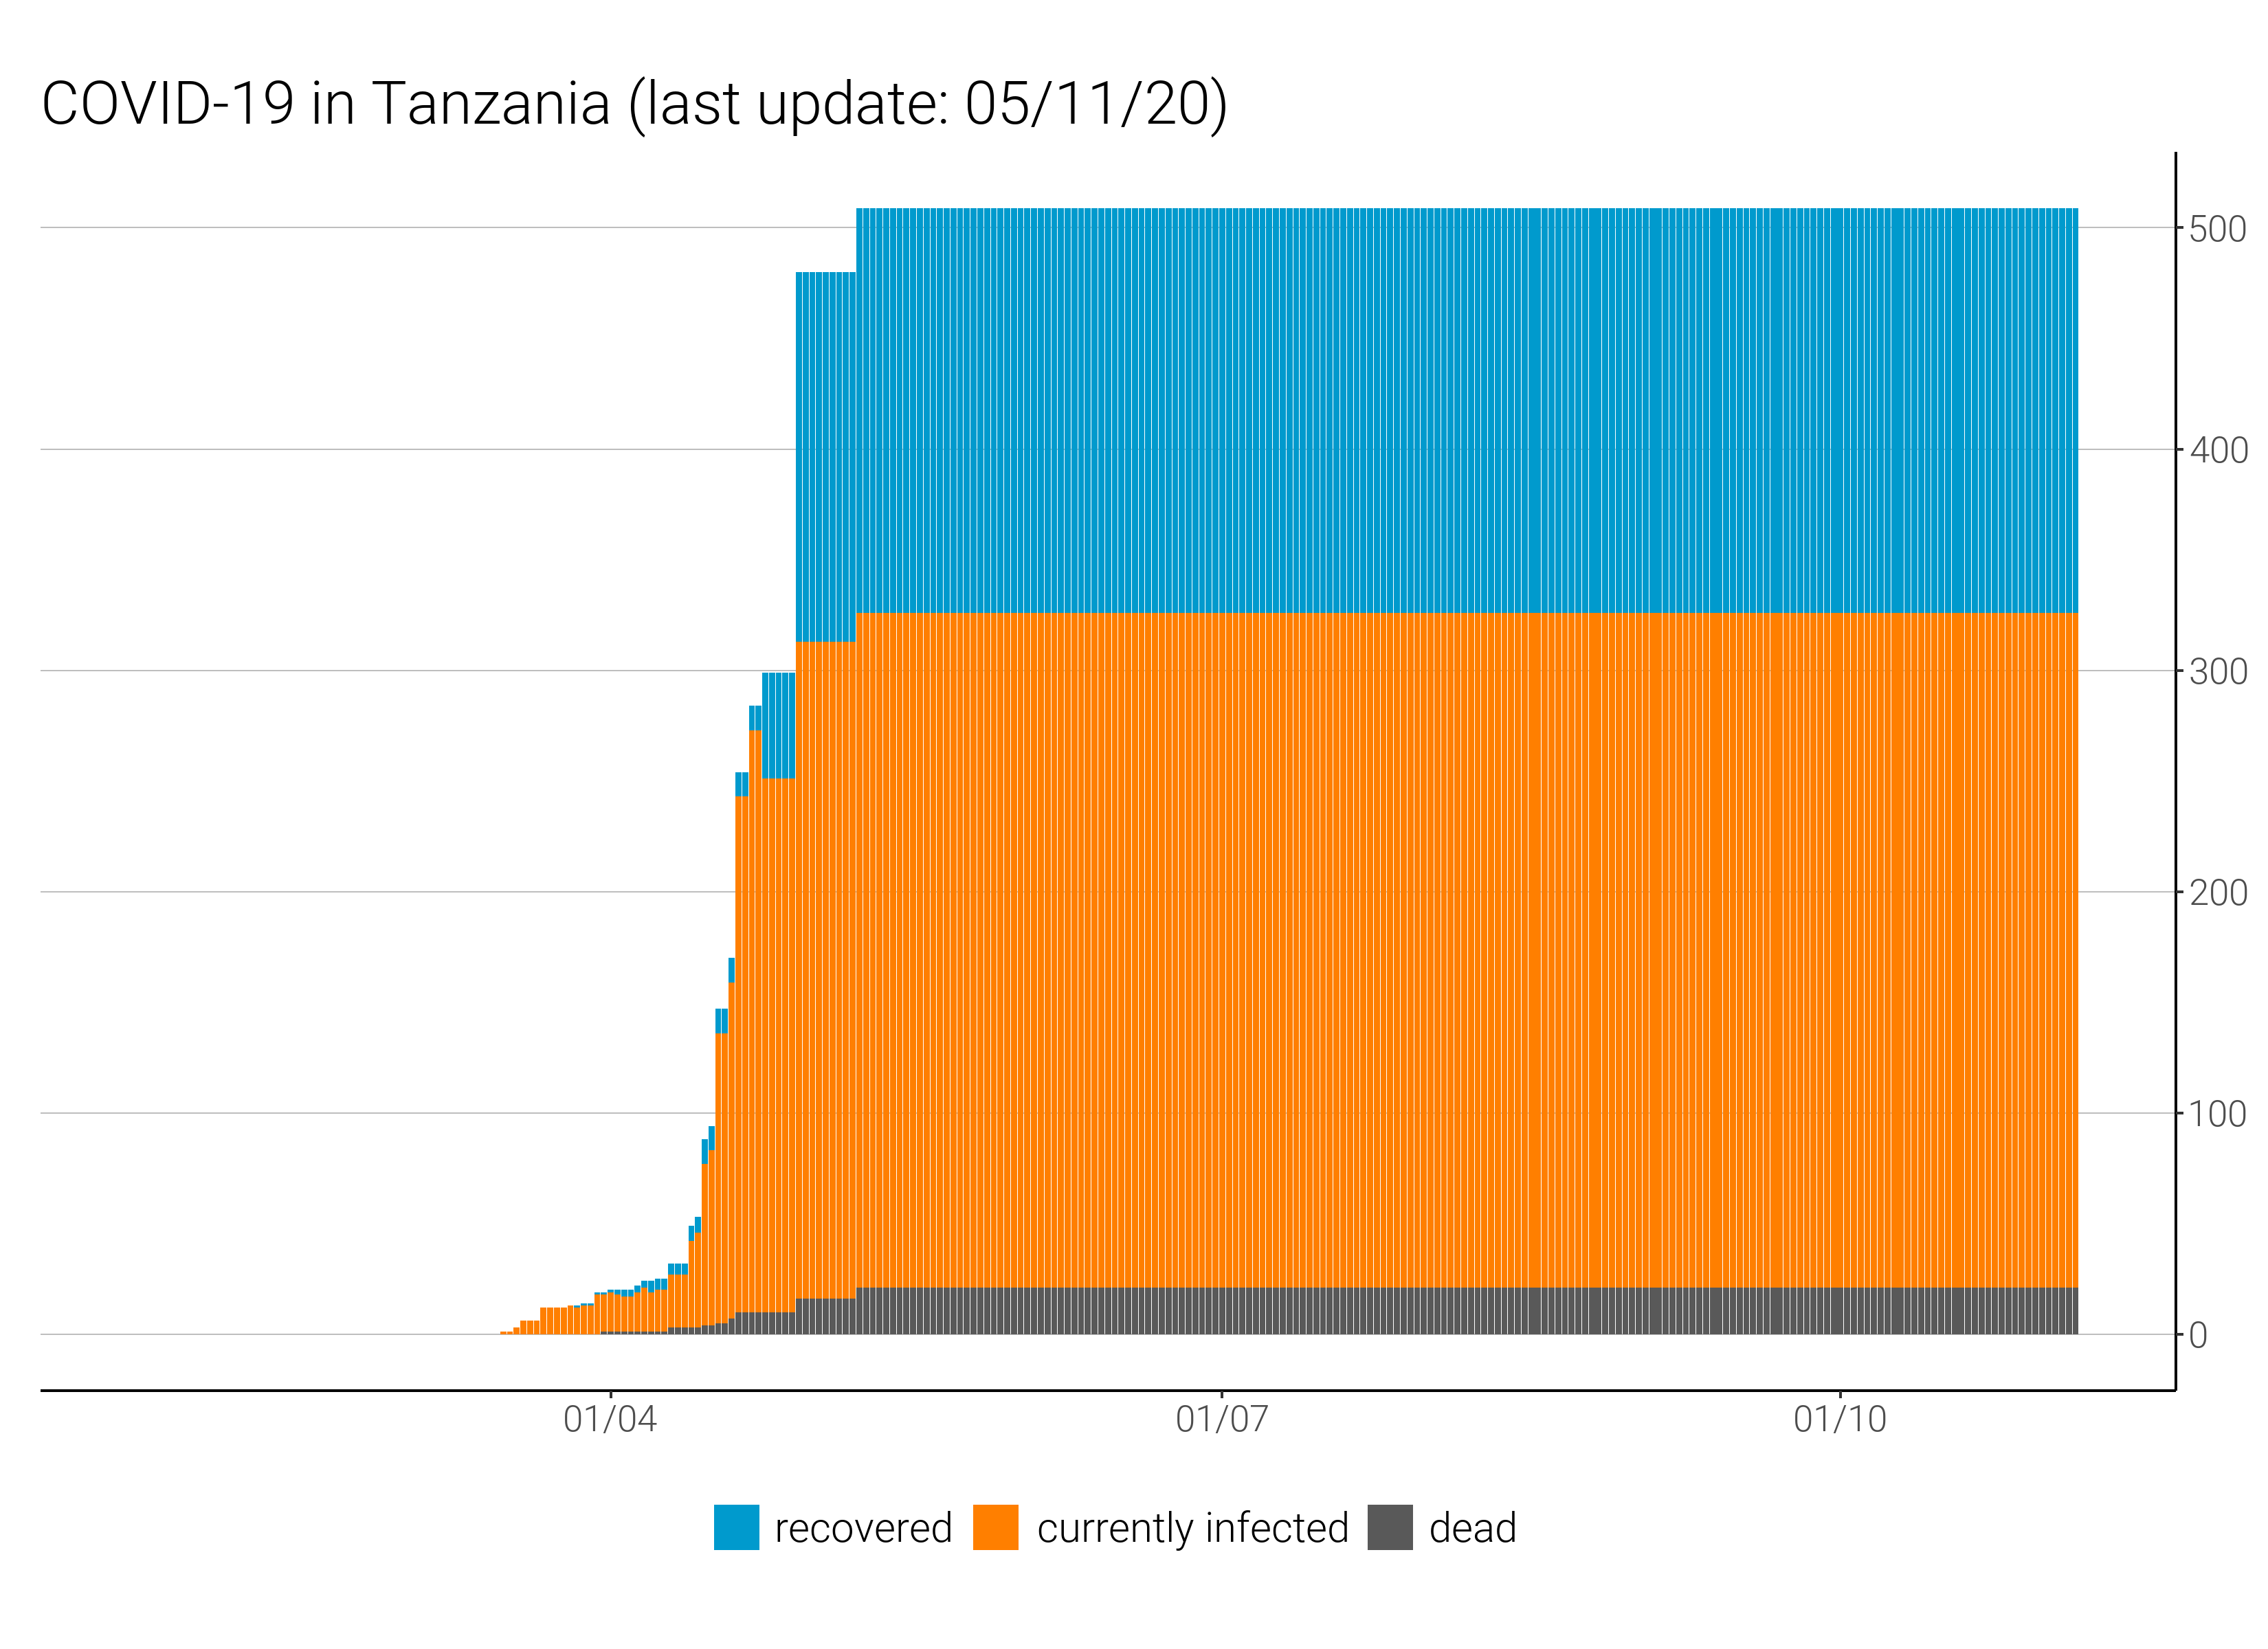 COVID-19 in Tanzania (last update: 05/11/20)
500
400
300
200
100
0
01/04 01/07 01/10
recovered currently infected dead